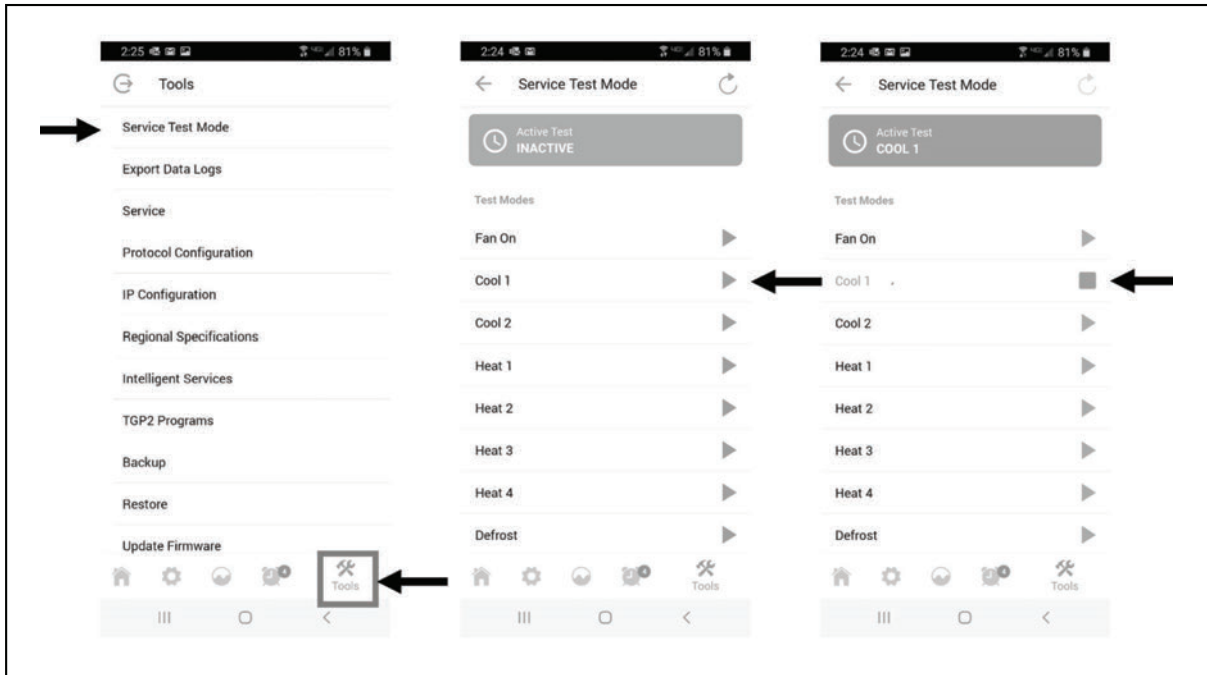 2:25 81%
Tools
Service Test Mode
Export Data Logs
Service
Protocol Configuration
IP Configuration
Regional Specifications
Intelligent Services
TGP2 Programs
Backup
Restore
Update Firmware
4
Tools
2:24 81%
Service Test Mode
Active Test
INACTIVE
Test Modes
Fan On
Cool 1
Cool 2
Heat 1
Heat 2
Heat 3
Heat 4
Defrost
4
Tools
2:24 81%
Service Test Mode
Active Test
COOL 1
Test Modes
Fan On
Cool 1
Cool 2
Heat 1
Heat 2
Heat 3
Heat 4
Defrost
4
Tools